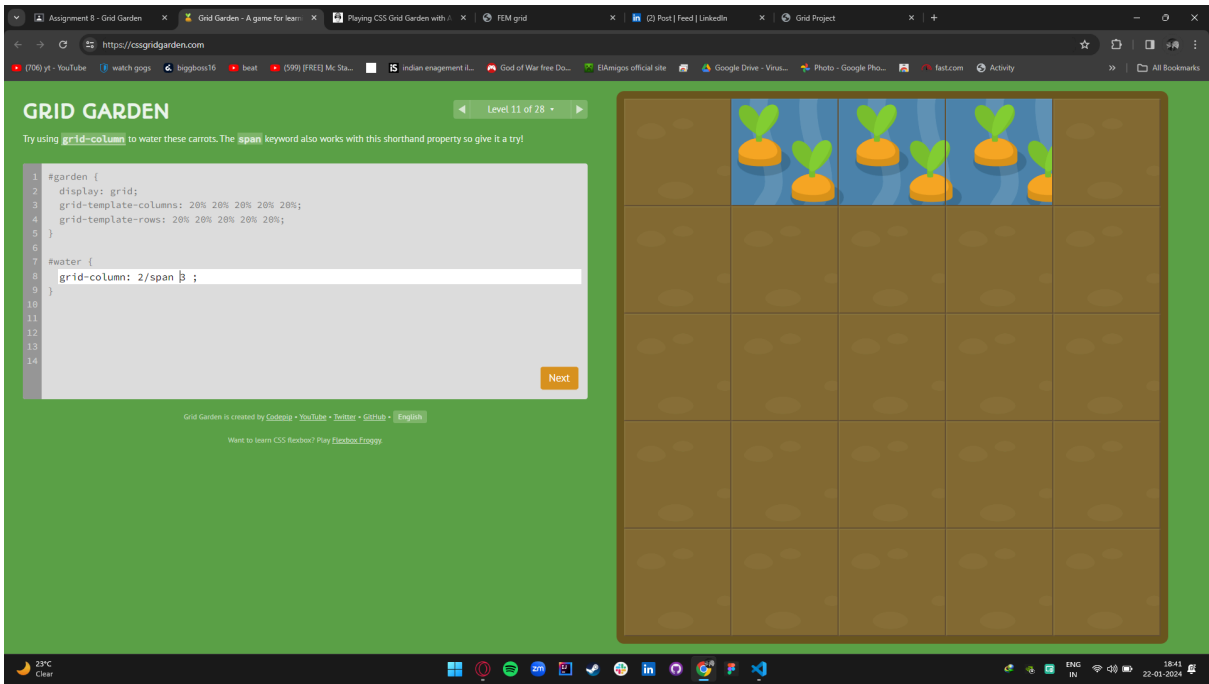 Assignment 8 - Grid Garden
Grid Garden - A game for learn
Playing CSS Grid Garden with A
FEM grid
(2) Post | Feed | LinkedIn
Grid Project
https://cssgridgarden.com
(706) yt - YouTube
watch gogs
biggboss16
beat
(599) [FREE] Mc Sta...
indian enagement il...
God of War free Do...
ElAmigos official site
Google Drive - Virus...
Photo - Google Pho...
fast.com
Activity
All Bookmarks
GRID GARDEN
Level 11 of 28
Try using grid-column to water these carrots. The span keyword also works with this shorthand property so give it a try!
1 #garden {
2 display: grid;
3 grid-template-columns: 20% 20% 20% 20% 20%;
4 grid-template-rows: 20% 20% 20% 20% 20%;
5 }
6
7 #water {
8 grid-column: 2/span 3 ;
9 }
10
11
12
13
14
Next
Grid Garden is created by Codepip • YouTube • Twitter • GitHub • English
Want to learn CSS flexbox? Play Flexbox Froggy.
23°C
Clear
zm
in
ENG
IN
18:41
22-01-2024